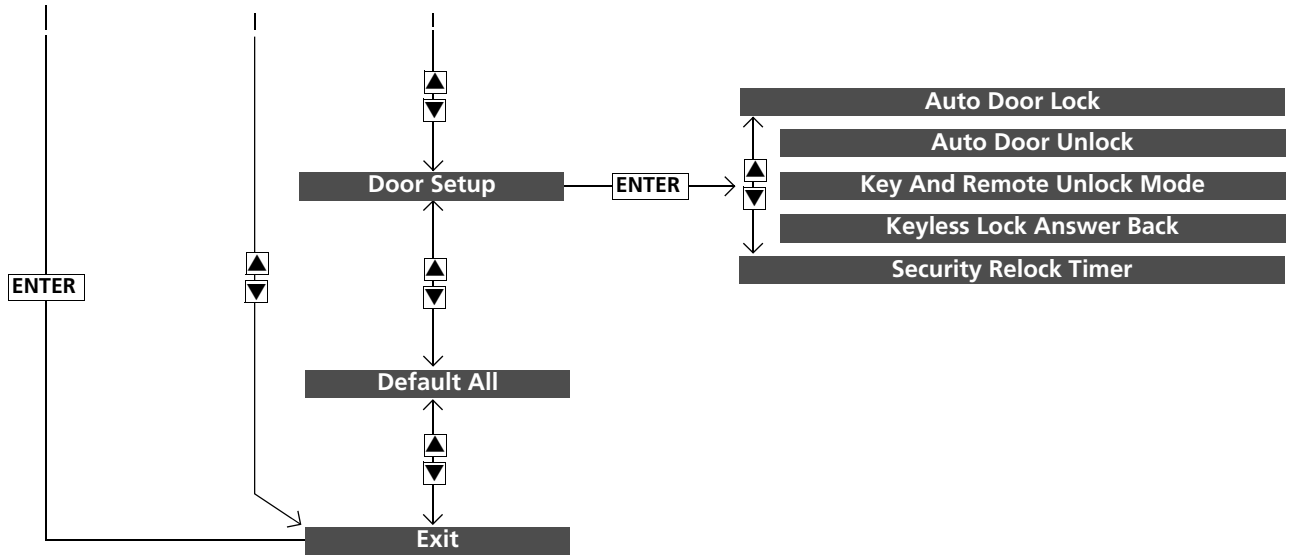 Auto Door Lock
Auto Door Unlock
Door Setup
ENTER
Key And Remote Unlock Mode
Keyless Lock Answer Back
Security Relock Timer
ENTER
Default All
Exit